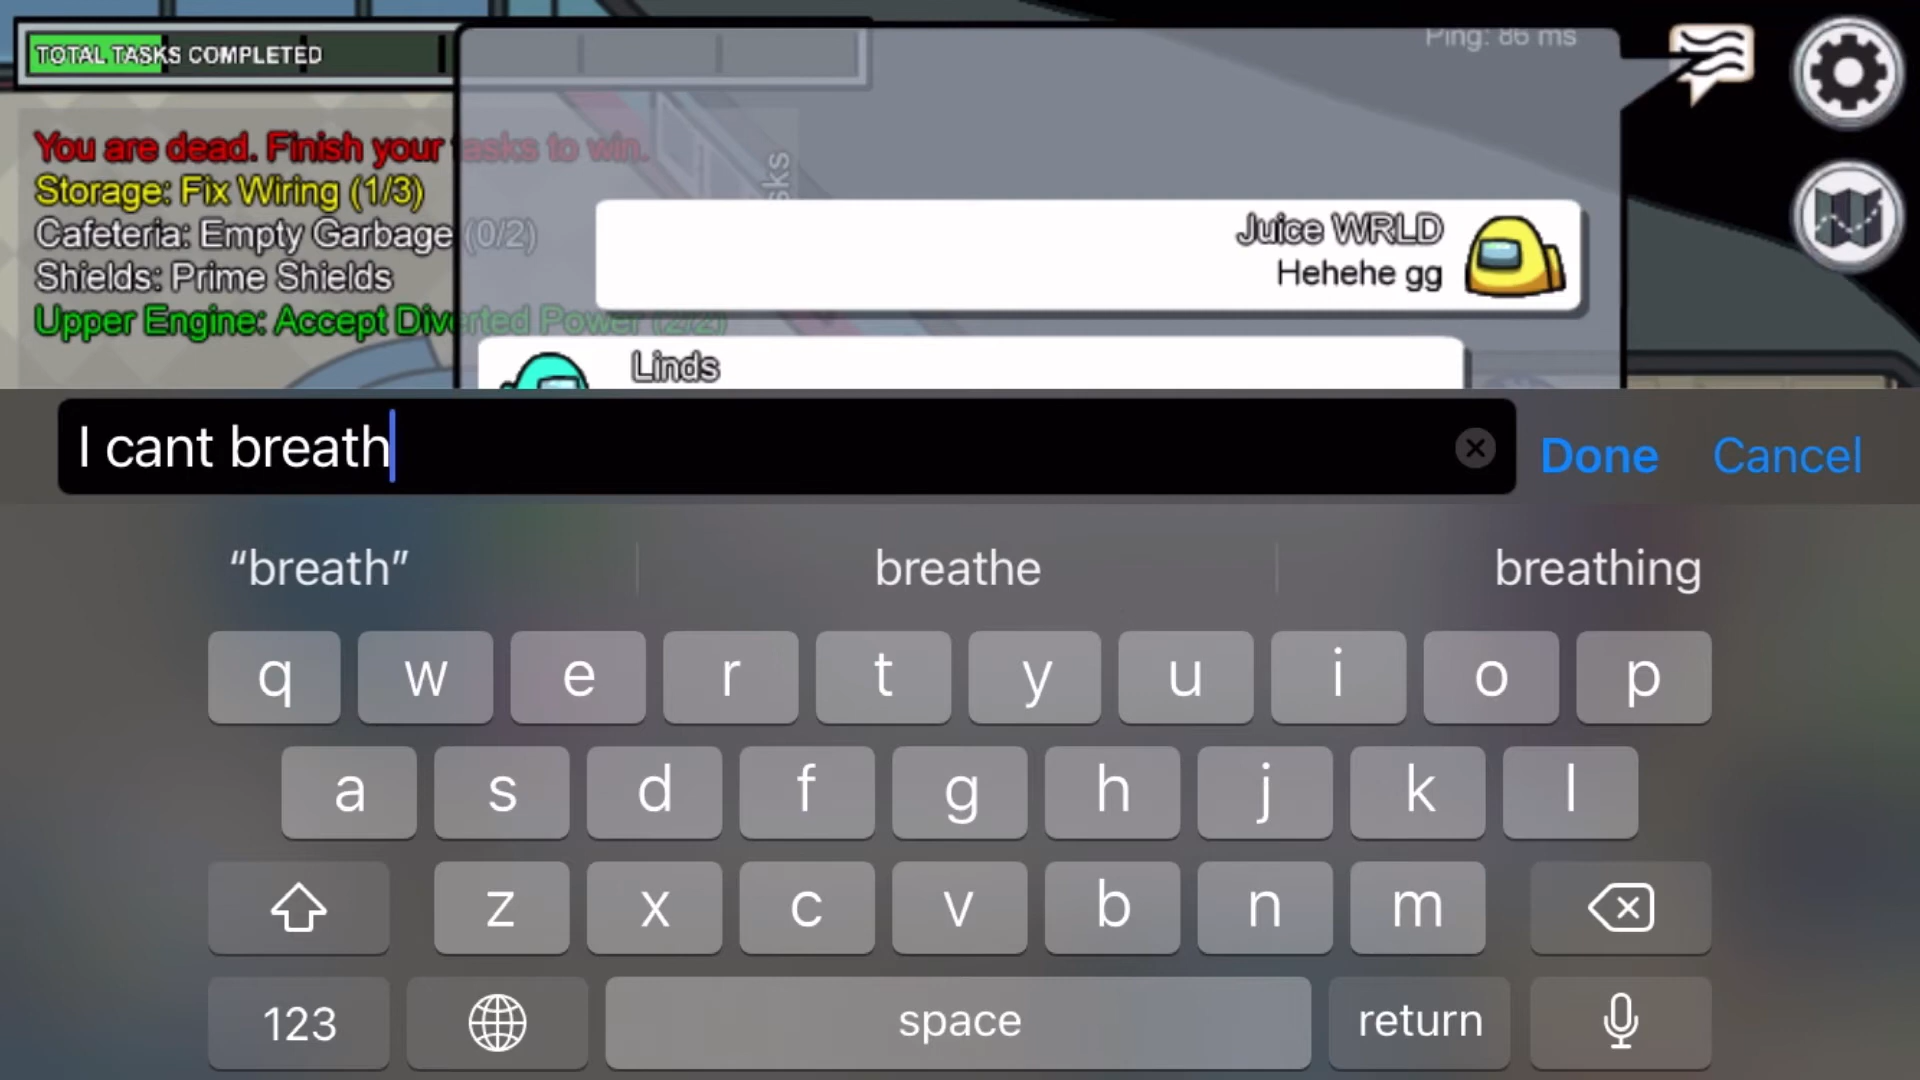 TOTAL TASKS COMPLETED
Ping: 86 ms
You are dead. Finish your tasks to win.
Storage: Fix Wiring (1/3)
Cafeteria: Empty Garbage (0/2)
Shields: Prime Shields
Upper Engine: Accept Diverted Power (2/2)
Juice WRLD
Hehehe gg
Linds
I cant breath
Done
Cancel
“breath”
breathe
breathing
q w e r t y u i o p
a s d f g h j k l
z x c v b n m
123
space
return